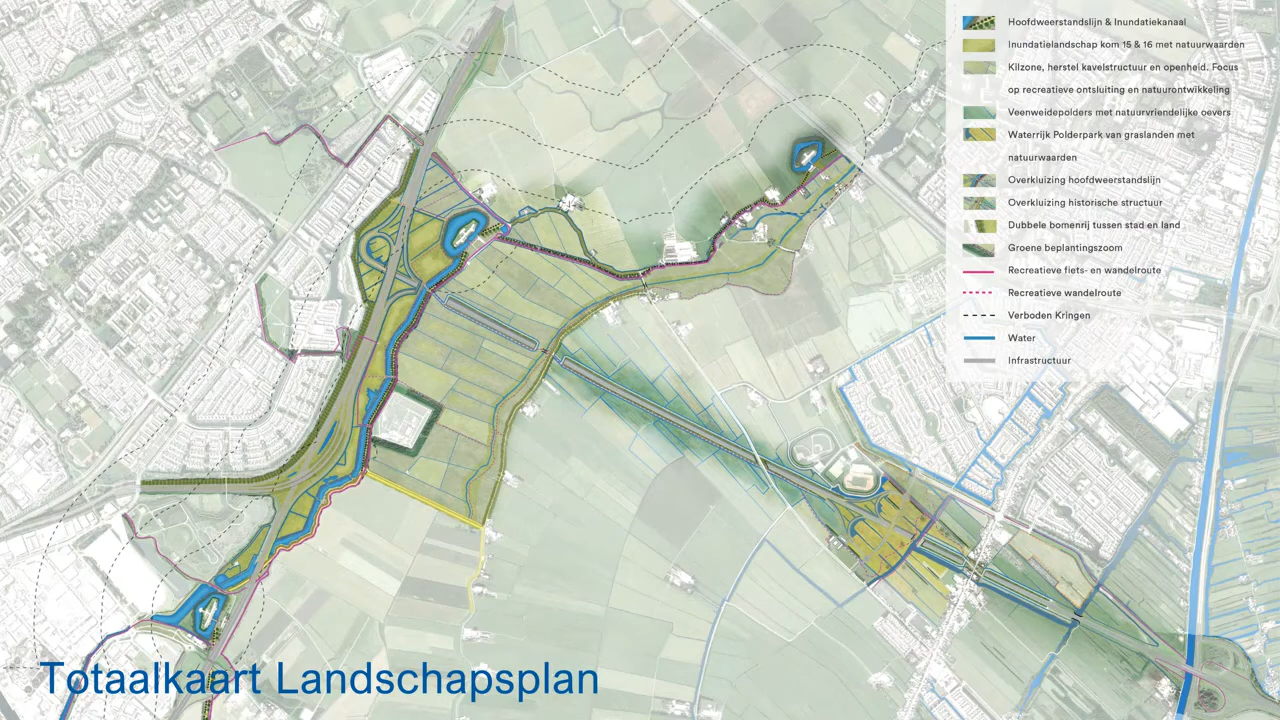 Hoofdweerstandslijn & Inundatiekanaal
Inundatielandschap kom 15 & 16 met natuurwaarden
Kilzone, herstel kavelstructuur en openheid. Focus
op recreatieve ontsluiting en natuurontwikkeling
Veenweidepolders met natuurvriendelijke oevers
Waterrijk Polderpark van graslanden met
natuurwaarden
Overkluizing hoofdweerstandslijn
Overkluizing historische structuur
Dubbele bomenrij tussen stad en land
Groene beplantingszoom
Recreatieve fiets- en wandelroute
Recreatieve wandelroute
Verboden Kringen
Water
Infrastructuur
Totaalkaart Landschapsplan